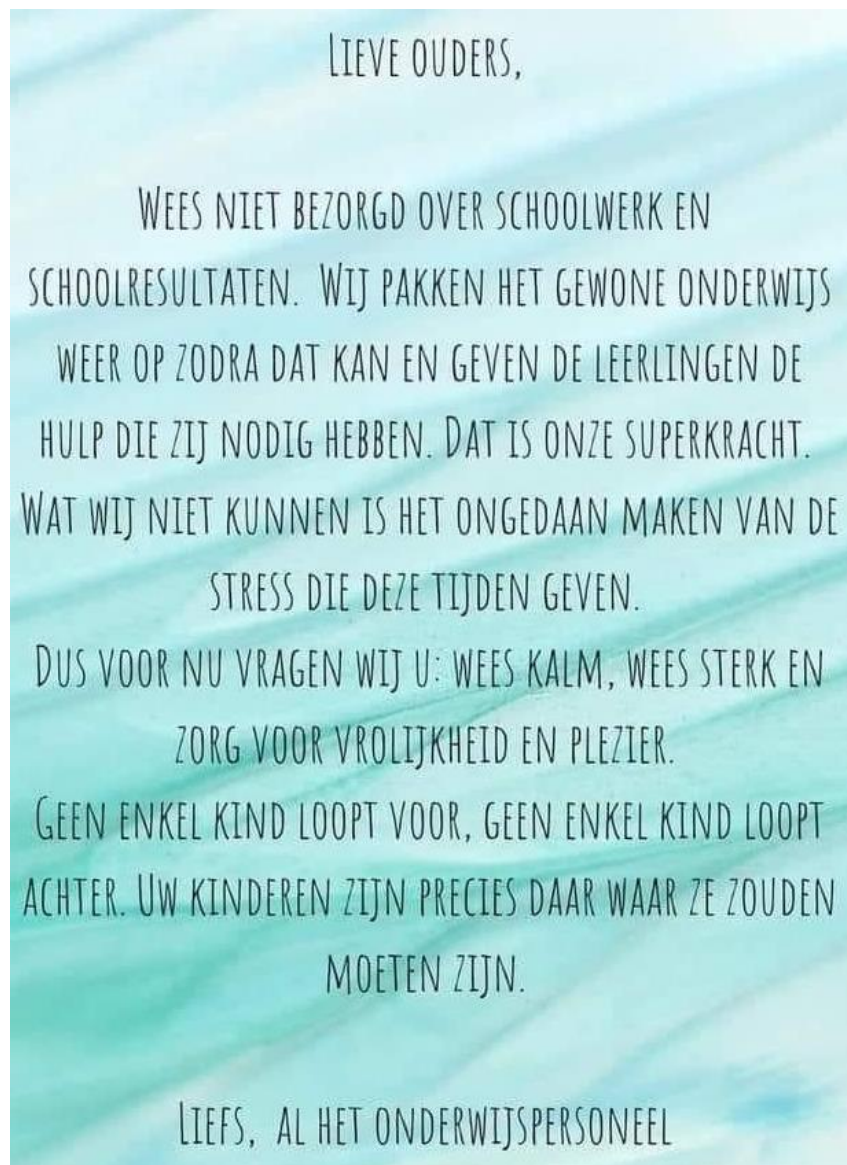 Lieve ouders,
Wees niet bezorgd over schoolwerk en
schoolresultaten. Wij pakken het gewone onderwijs
weer op zodra dat kan en geven de leerlingen de
hulp die zij nodig hebben. Dat is onze superkracht.
Wat wij niet kunnen is het ongedaan maken van de
stress die deze tijden geven.
Dus voor nu vragen wij u: wees kalm, wees sterk en
zorg voor vrolijkheid en plezier.
Geen enkel kind loopt voor, geen enkel kind loopt
achter. Uw kinderen zijn precies daar waar ze zouden
moeten zijn.
Liefs, al het onderwijspersoneel